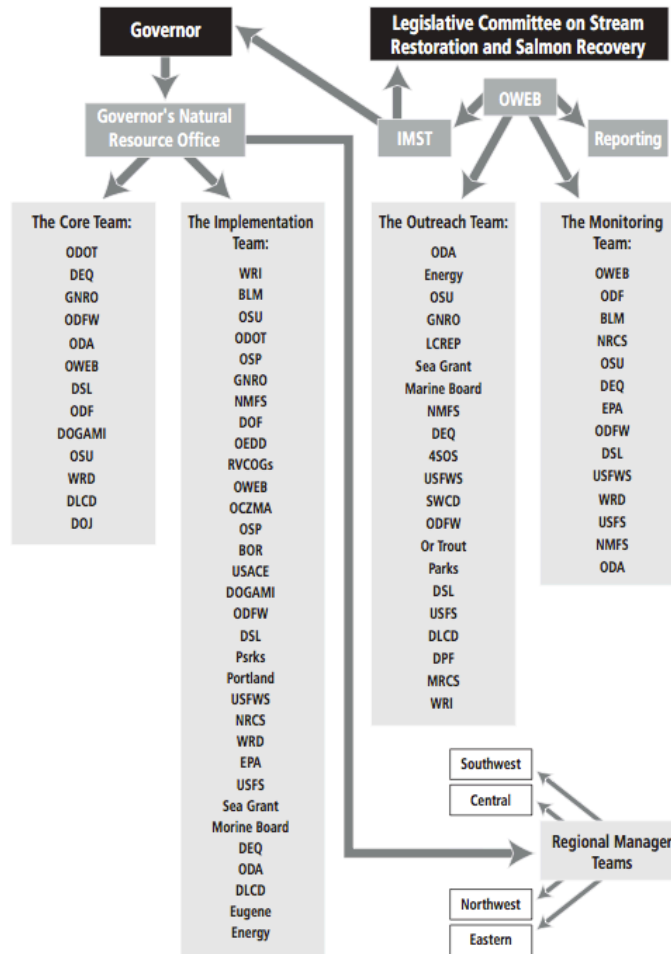 Governor
Legislative Committee on Stream
Restoration and Salmon Recovery
Governor's Natural
Resource Office
IMST
OWEB
Reporting
The Core Team:
ODOT
DEQ
GNRO
ODFW
ODA
OWEB
DSL
ODF
DOGAMI
OSU
WRD
DLCD
DOJ
The Implementation
Team:
WRI
BLM
OSU
ODOT
OSP
GNRO
NMFS
DOF
OEDD
RVCOGs
OWEB
OCZMA
OSP
BOR
USACE
DOGAMI
ODFW
DSL
Psrks
Portland
USFWS
NRCS
WRD
EPA
USFS
Sea Grant
Morine Board
DEQ
ODA
DLCD
Eugene
Energy
The Outreach Team:
ODA
Energy
OSU
GNRO
LCREP
Sea Grant
Marine Board
NMFS
DEQ
4SOS
USFWS
SWCD
ODFW
Or Trout
Parks
DSL
USFS
DLCD
DPF
MRCS
WRI
The Monitoring
Team:
OWEB
ODF
BLM
NRCS
OSU
DEQ
EPA
ODFW
DSL
USFWS
WRD
USFS
NMFS
ODA
Southwest
Central
Regional Manager
Teams
Northwest
Eastern